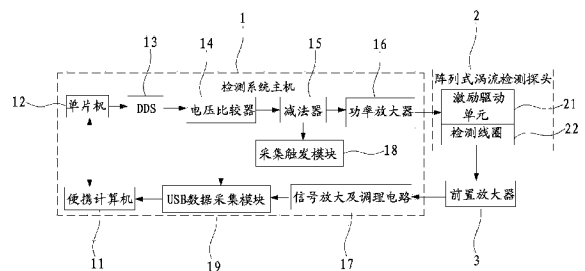 1
2
13
14
15
16
检测系统主机
阵列式涡流检测探头
12
单片机
DDS
电压比较器
减法器
功率放大器
激励驱动
单元
21
检测线圈
22
采集触发模块
18
便携计算机
USB数据采集模块
信号放大及调理电路
前置放大器
11
19
17
3